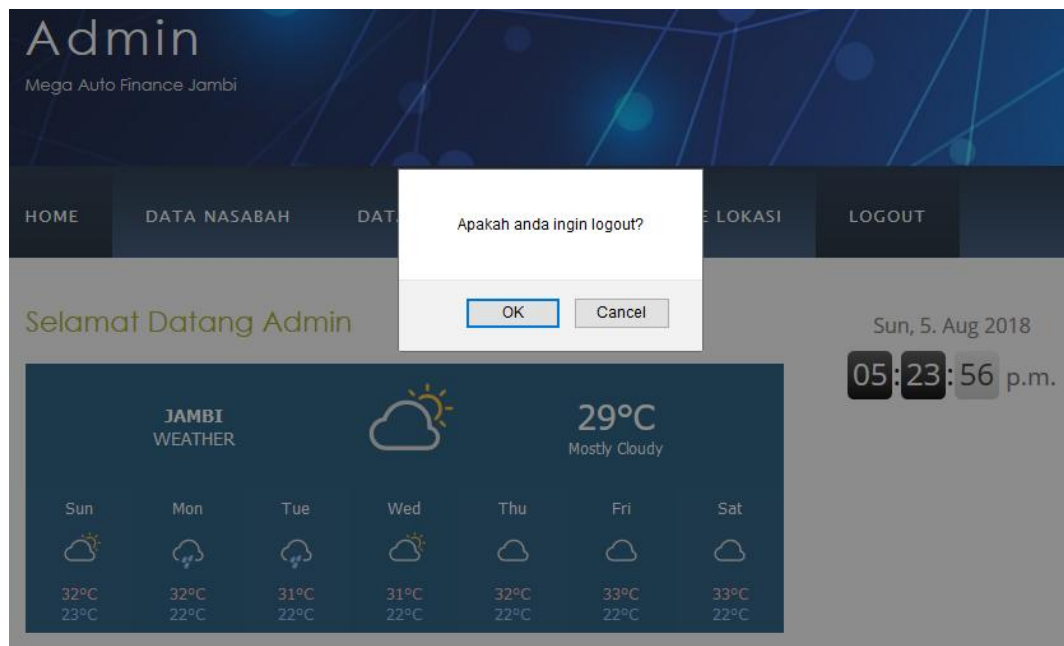 Admin
Mega Auto Finance Jambi
HOME DATA NASABAH LOKASI LOGOUT
Apakah anda ingin logout?
OK Cancel
Selamat Datang Admin
Sun, 5. Aug 2018
05:23:56 p.m.
JAMBI
WEATHER
29°C
Mostly Cloudy
Sun Mon Tue Wed Thu Fri Sat
32°C 32°C 31°C 31°C 32°C 33°C 33°C
23°C 22°C 22°C 22°C 22°C 22°C 22°C